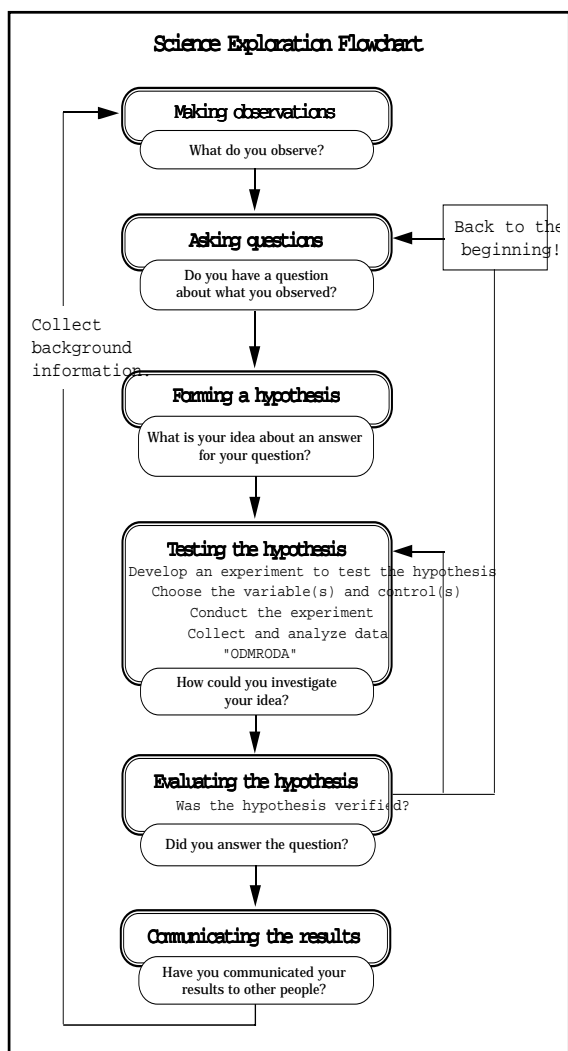 Science Exploration Flowchart
Making observations
What do you observe?
Back to the
beginning!
Asking questions
Do you have a question
about what you observed?
Collect
background
information.
Forming a hypothesis
What is your idea about an answer
for your question?
Testing the hypothesis
Develop an experiment to test the hypothesis
Choose the variable(s) and control(s)
Conduct the experiment
Collect and analyze data
"ODMRODA"
How could you investigate
your idea?
Evaluating the hypothesis
Was the hypothesis verified?
Did you answer the question?
Communicating the results
Have you communicated your
results to other people?